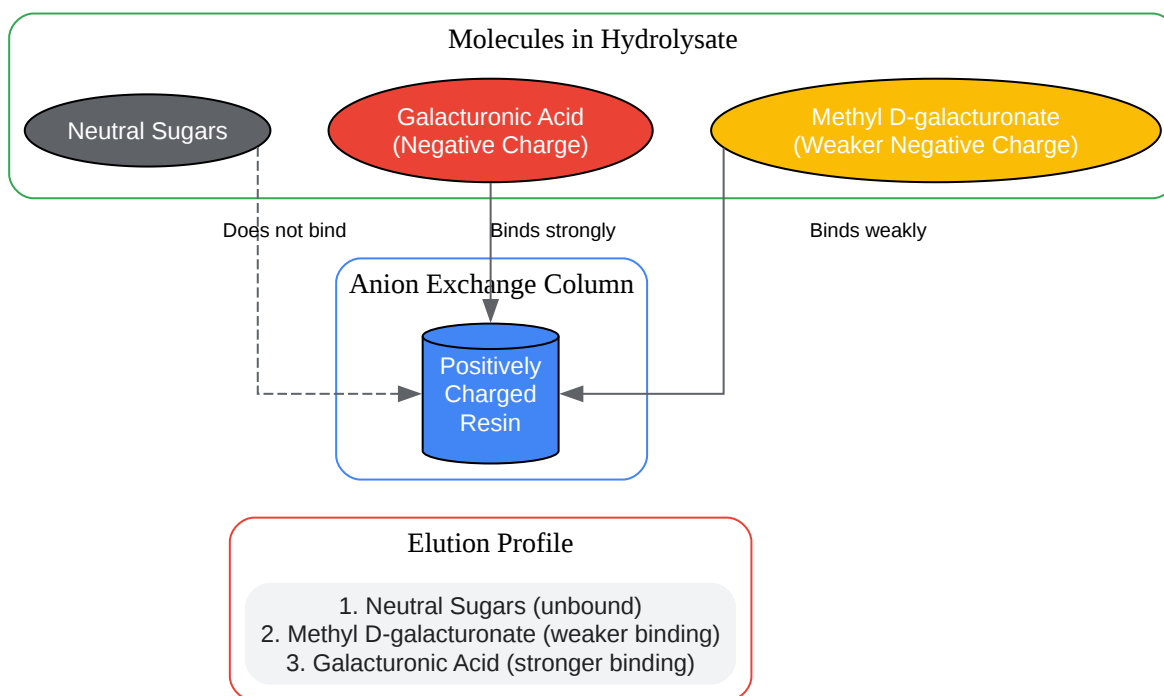 Molecules in Hydrolysate
Neutral Sugars
Galacturonic Acid
(Negative Charge)
Methyl D-galacturonate
(Weaker Negative Charge)
Does not bind
Binds strongly
Binds weakly
Anion Exchange Column
Positively
Charged
Resin
Elution Profile
1. Neutral Sugars (unbound)
2. Methyl D-galacturonate (weaker binding)
3. Galacturonic Acid (stronger binding)